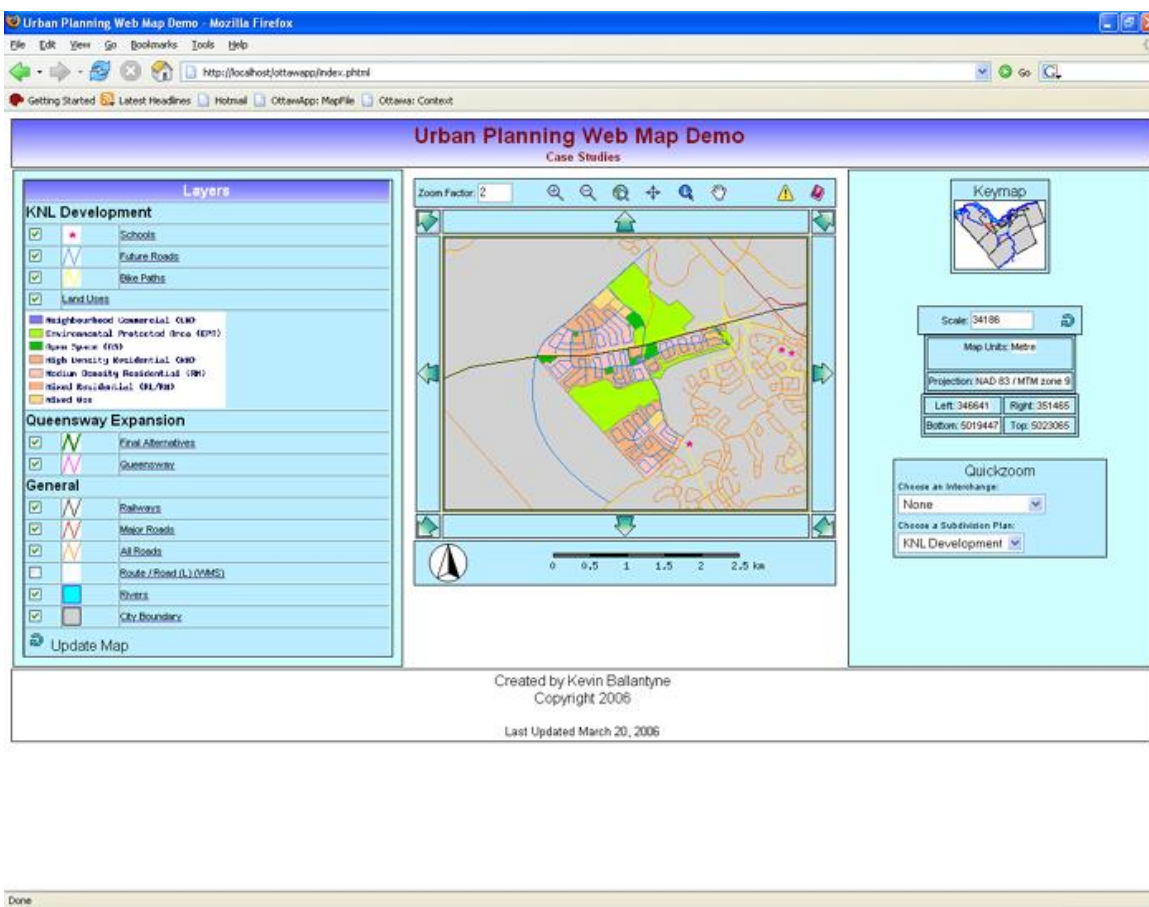 Urban Planning Web Map Demo - Mozilla Firefox
File Edit View Go Bookmarks Tools Help
http://localhost/ottawapp/index.phtml
Go
Getting Started Latest Headlines Hotmail OttawApp: MapFile Ottawa: Context
Urban Planning Web Map Demo
Case Studies
Layers
KNL Development
Schools
Future Roads
Bike Paths
Land Uses
Neighbourhood Commercial
Environmental Protected Area (EPA)
Open Space (OS)
High Density Residential
Medium Density Residential (RM)
Mixed Residential (RL/RM)
Mixed Use
Queensway Expansion
Final Alternatives
Queensway
General
Railways
Major Roads
All Roads
Route / Road (L) (WMS)
Rivers
City Boundary
Update Map
Zoom Factor: 2
0 0.5 1 1.5 2 2.5 km
Keymap
Scale: 34186
Map Units: Metre
Projection: NAD 83 / MTM zone 9
Left: 346641 Right: 351465
Bottom: 5019447 Top: 5023065
Quickzoom
Choose an Interchange:
None
Choose a Subdivision Plan:
KNL Development
Created by Kevin Ballantyne
Copyright 2006
Last Updated March 20, 2006
Done